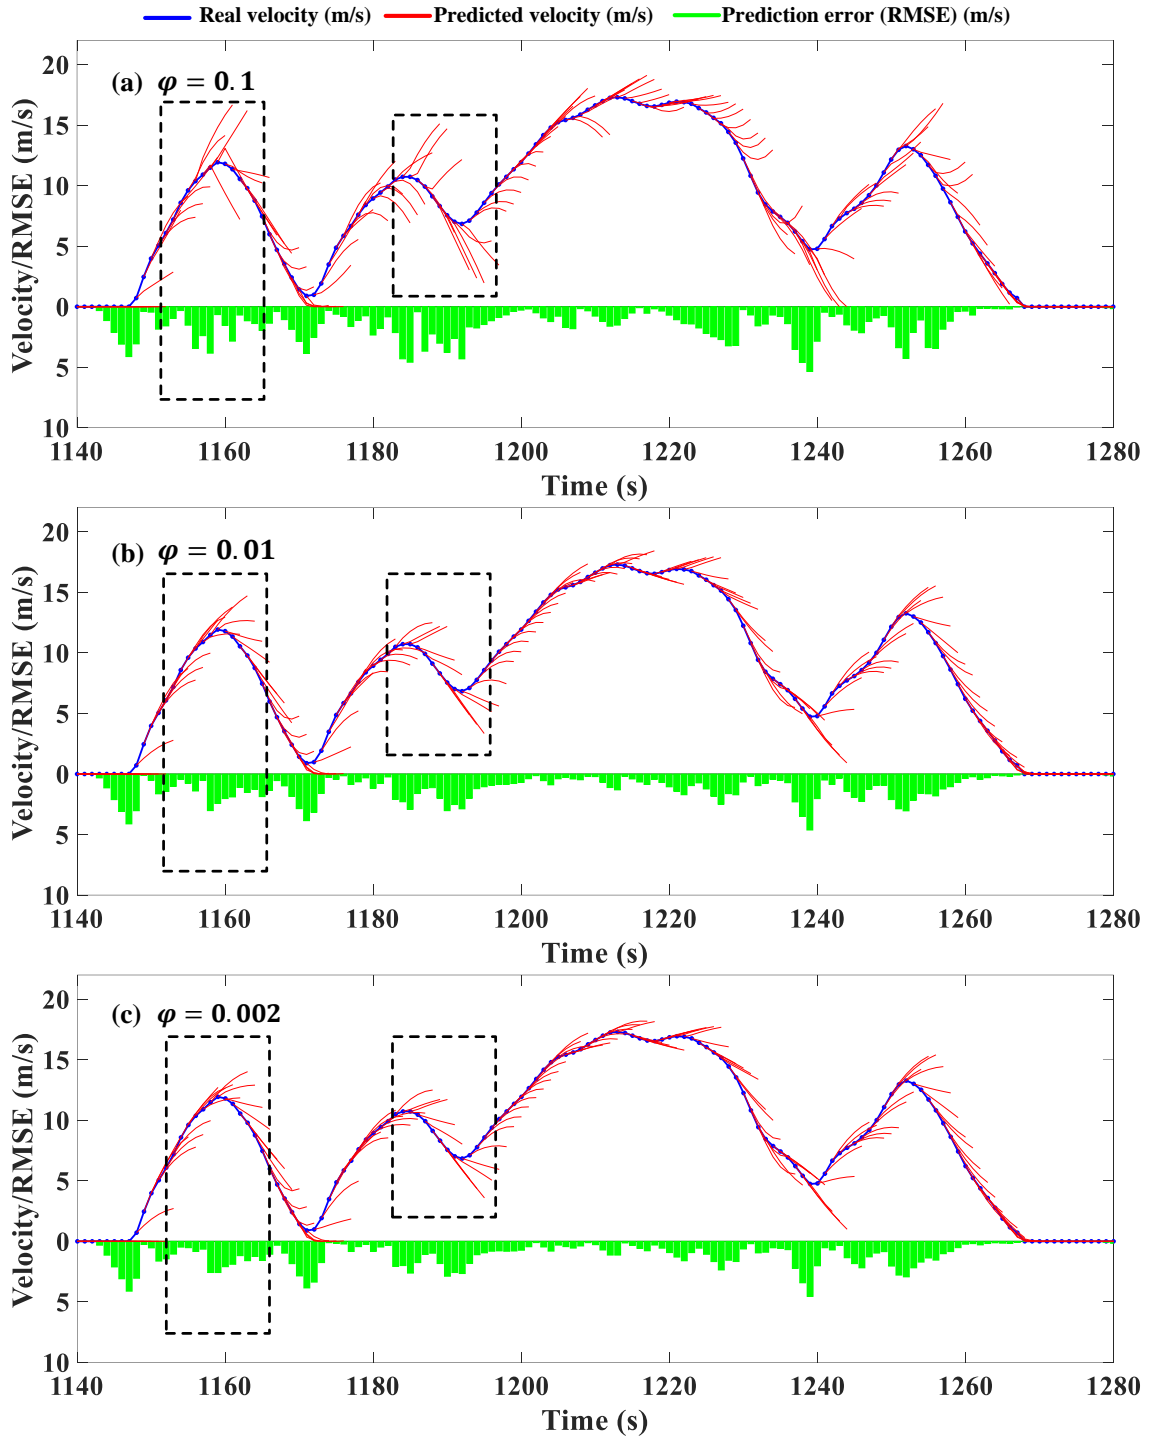 Real velocity (m/s) Predicted velocity (m/s) Prediction error (RMSE) (m/s)
(a) φ = 0.1
Velocity/RMSE (m/s)
20
15
10
5
0
5
10
1140 1160 1180 1200 1220 1240 1260 1280
Time (s)
(b) φ = 0.01
Velocity/RMSE (m/s)
20
15
10
5
0
5
10
1140 1160 1180 1200 1220 1240 1260 1280
Time (s)
(c) φ = 0.002
Velocity/RMSE (m/s)
20
15
10
5
0
5
10
1140 1160 1180 1200 1220 1240 1260 1280
Time (s)